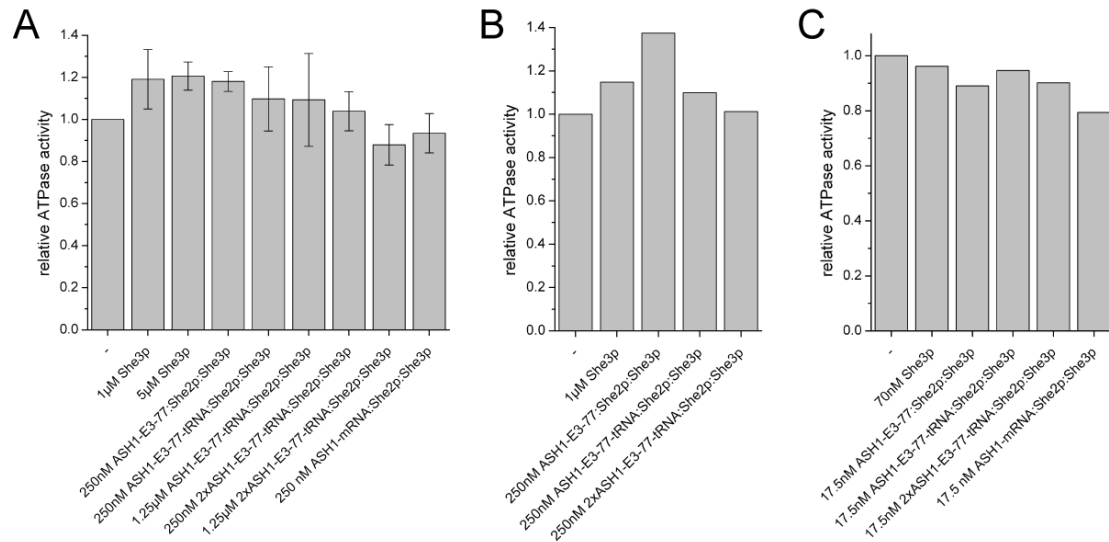 A
relative ATPase activity
1.4
1.2
1.0
0.8
0.6
0.4
0.2
0.0
-
1µM She3p
5µM She3p
250nM ASH1-E3-77:She2p:She3p
250nM ASH1-E3-77-tRNA:She2p:She3p
1.25µM ASH1-E3-77-tRNA:She2p:She3p
250nM 2xASH1-E3-77-tRNA:She2p:She3p
1.25µM 2xASH1-E3-77-tRNA:She2p:She3p
250 nM ASH1-mRNA:She2p:She3p
B
relative ATPase activity
1.4
1.2
1.0
0.8
0.6
0.4
0.2
0.0
-
1µM She3p
250nM ASH1-E3-77:She2p:She3p
250nM ASH1-E3-77-tRNA:She2p:She3p
250nM 2xASH1-E3-77-tRNA:She2p:She3p
C
relative ATPase activity
1.0
0.8
0.6
0.4
0.2
0.0
-
70nM She3p
17.5nM ASH1-E3-77:She2p:She3p
17.5nM ASH1-E3-77-tRNA:She2p:She3p
17.5nM 2xASH1-E3-77-tRNA:She2p:She3p
17.5 nM ASH1-mRNA:She2p:She3p